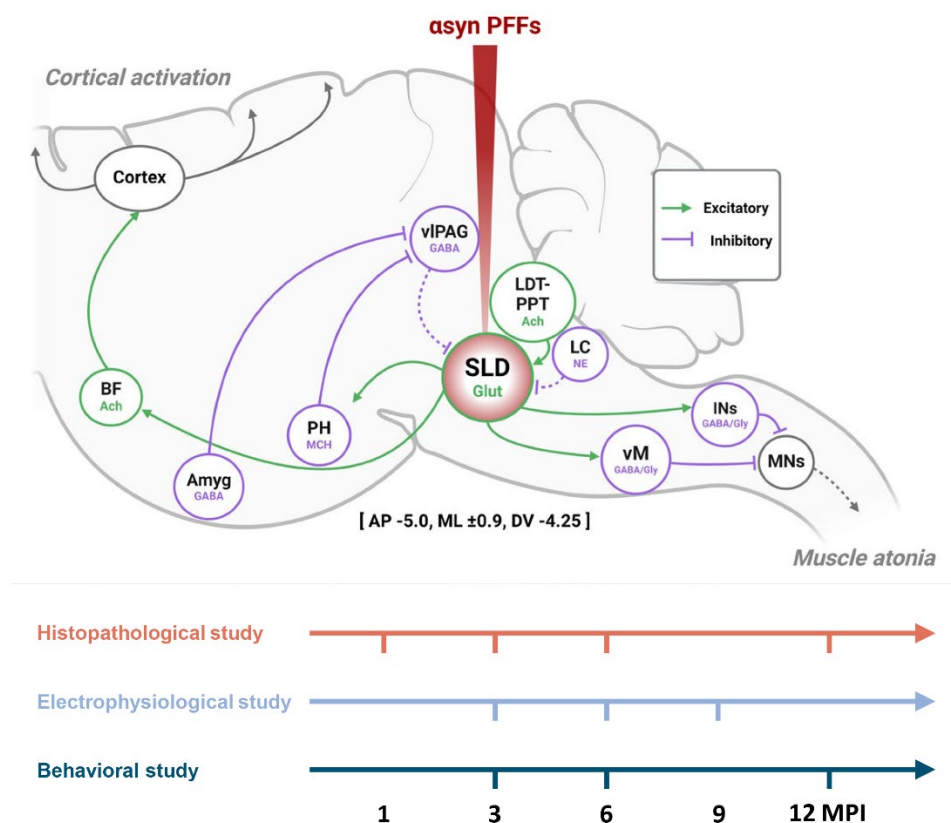 αsyn PFFs
Cortical activation
Cortex
Excitatory
Inhibitory
vlPAG
GABA
LDT-
PPT
Ach
LC
NE
SLD
Glut
BF
Ach
PH
MCH
INs
GABA/Gly
vM
GABA/Gly
MNs
Amyg
GABA
[ AP -5.0, ML ±0.9, DV -4.25 ]
Muscle atonia
Histopathological study
Electrophysiological study
Behavioral study
1 3 6 9 12 MPI